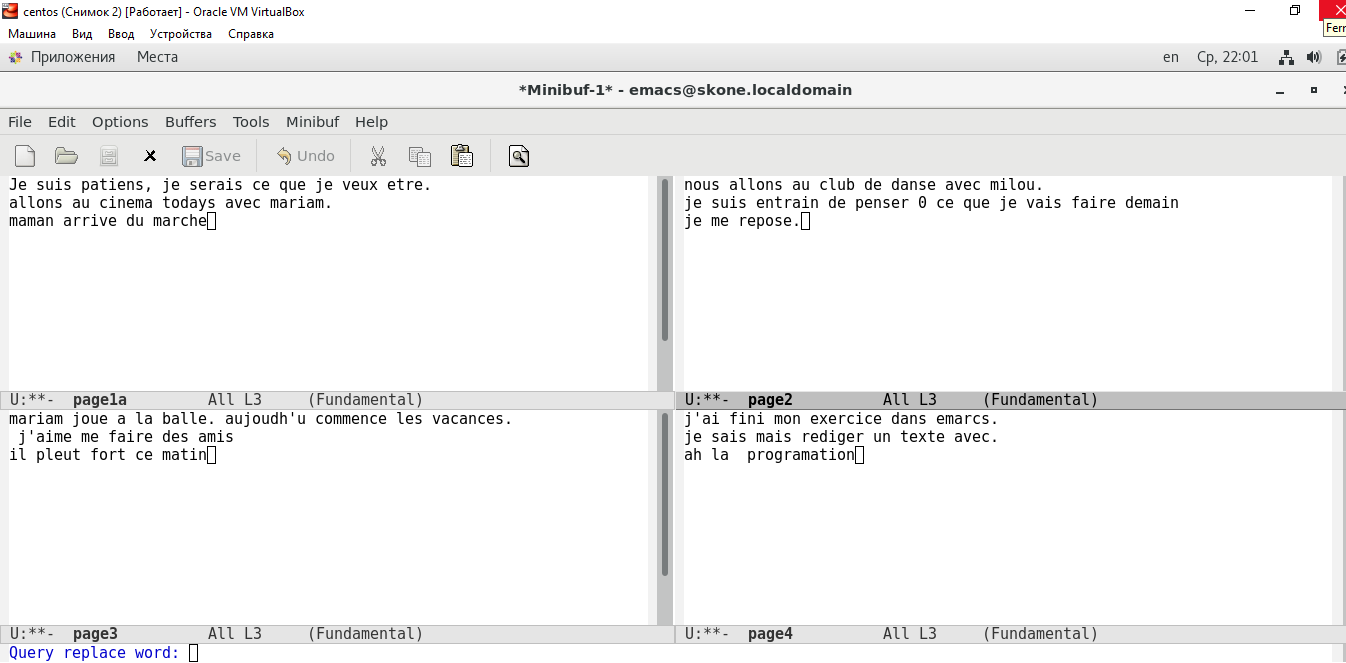 centos (Снимок 2) [Работает] - Oracle VM VirtualBox
Машина Вид Ввод Устройства Справка
Ferr
Приложения Места en Ср, 22:01
*Minibuf-1* - emacs@skone.localdomain
File Edit Options Buffers Tools Minibuf Help
Save Undo
Je suis patiens, je serais ce que je veux etre.
allons au cinema todays avec mariam.
maman arrive du marche
U:**- page1a All L3 (Fundamental)
nous allons au club de danse avec milou.
je suis entrain de penser 0 ce que je vais faire demain
je me repose.
U:**- page2 All L3 (Fundamental)
mariam joue a la balle. aujoudh'u commence les vacances.
j'aime me faire des amis
il pleut fort ce matin
U:**- page3 All L3 (Fundamental)
j'ai fini mon exercice dans emarcs.
je sais mais rediger un texte avec.
ah la  programation
U:**- page4 All L3 (Fundamental)
Query replace word: